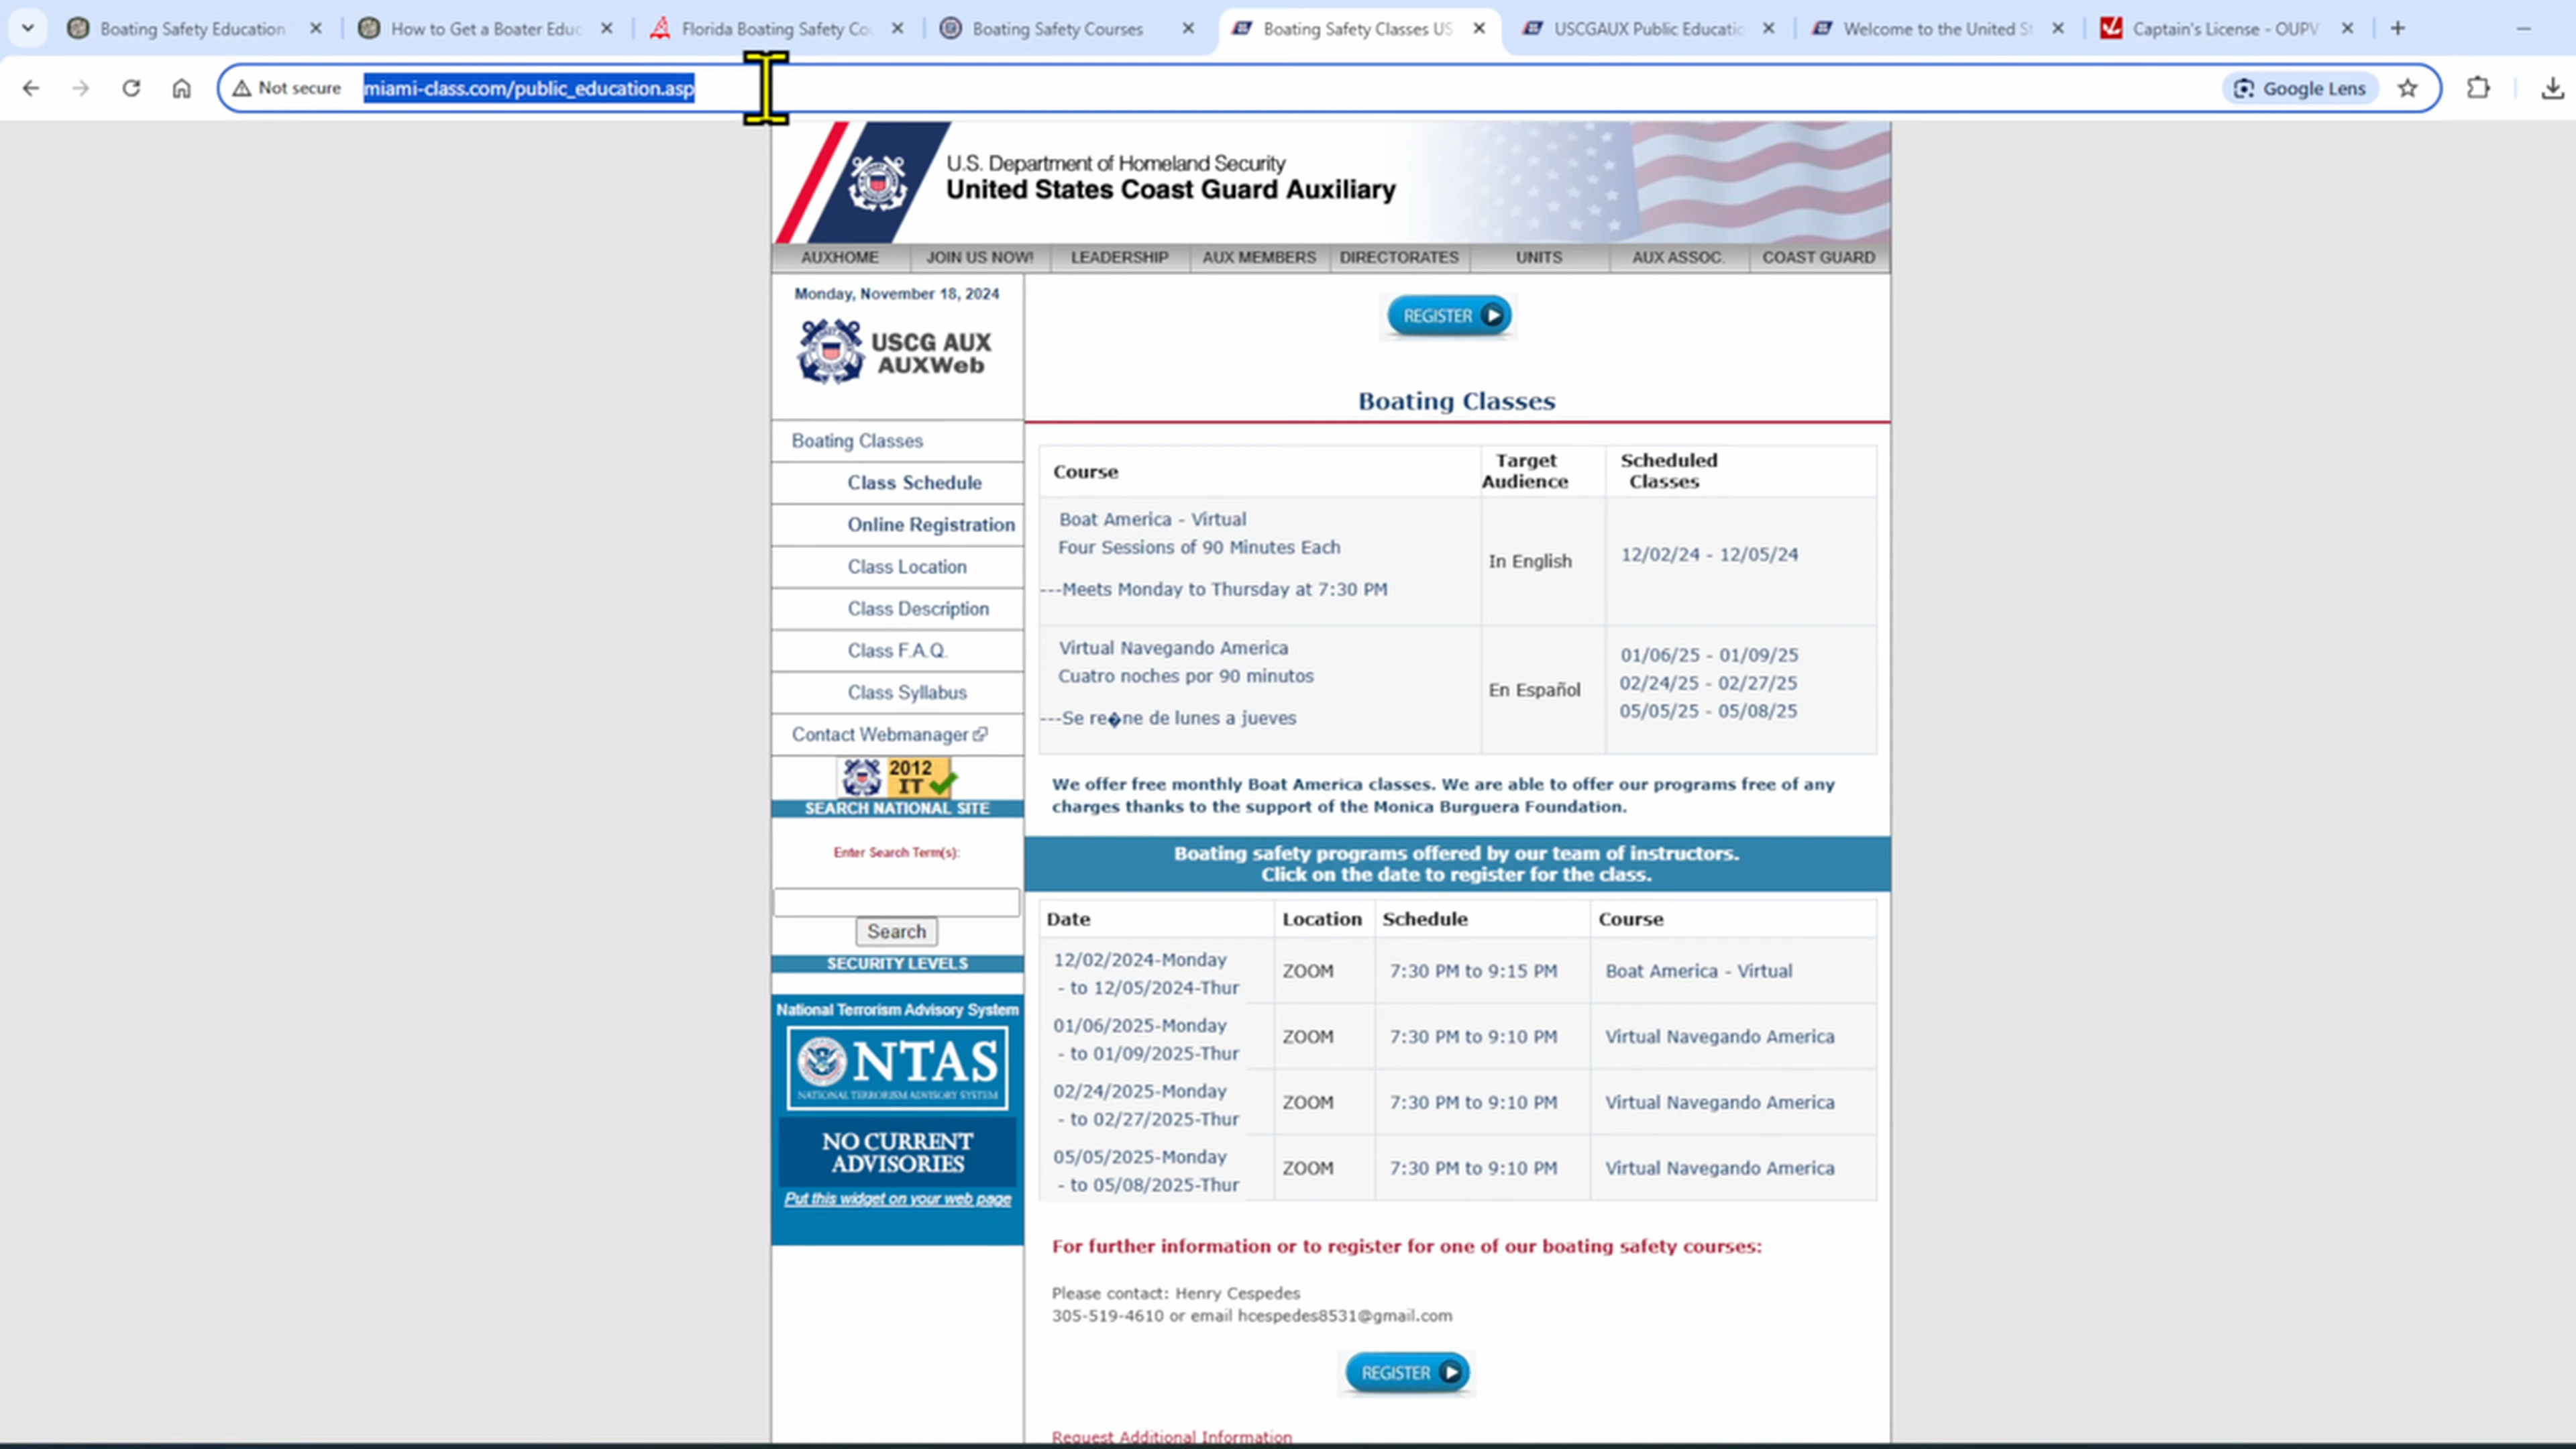 Boating Safety Education
How to Get a Boater Educ
Florida Boating Safety Co
Boating Safety Courses
Boating Safety Classes US
USCGAUX Public Educatio
Welcome to the United St
Captain's License - OUPV
Not secure
miami-class.com/public_education.asp
Google Lens
U.S. Department of Homeland Security
United States Coast Guard Auxiliary
AUXHOME JOIN US NOW! LEADERSHIP AUX MEMBERS DIRECTORATES UNITS AUX ASSOC. COAST GUARD
Monday, November 18, 2024
USCG AUX
AUXWeb
Boating Classes
Class Schedule
Online Registration
Class Location
Class Description
Class F.A.Q.
Class Syllabus
Contact Webmanager
2012
IT
SEARCH NATIONAL SITE
Enter Search Term(s):
Search
SECURITY LEVELS
National Terrorism Advisory System
NTAS
NATIONAL TERRORISM ADVISORY SYSTEM
NO CURRENT
ADVISORIES
Put this widget on your web page
REGISTER
Boating Classes
Course Target Audience Scheduled Classes
Boat America - Virtual
Four Sessions of 90 Minutes Each
---Meets Monday to Thursday at 7:30 PM
In English
12/02/24 - 12/05/24
Virtual Navegando America
Cuatro noches por 90 minutos
---Se re�ne de lunes a jueves
En Español
01/06/25 - 01/09/25
02/24/25 - 02/27/25
05/05/25 - 05/08/25
We offer free monthly Boat America classes. We are able to offer our programs free of any
charges thanks to the support of the Monica Burguera Foundation.
Boating safety programs offered by our team of instructors.
Click on the date to register for the class.
Date Location Schedule Course
12/02/2024-Monday
- to 12/05/2024-Thur
ZOOM 7:30 PM to 9:15 PM Boat America - Virtual
01/06/2025-Monday
- to 01/09/2025-Thur
ZOOM 7:30 PM to 9:10 PM Virtual Navegando America
02/24/2025-Monday
- to 02/27/2025-Thur
ZOOM 7:30 PM to 9:10 PM Virtual Navegando America
05/05/2025-Monday
- to 05/08/2025-Thur
ZOOM 7:30 PM to 9:10 PM Virtual Navegando America
For further information or to register for one of our boating safety courses:
Please contact: Henry Cespedes
305-519-4610 or email hcespedes8531@gmail.com
REGISTER
Request Additional Information